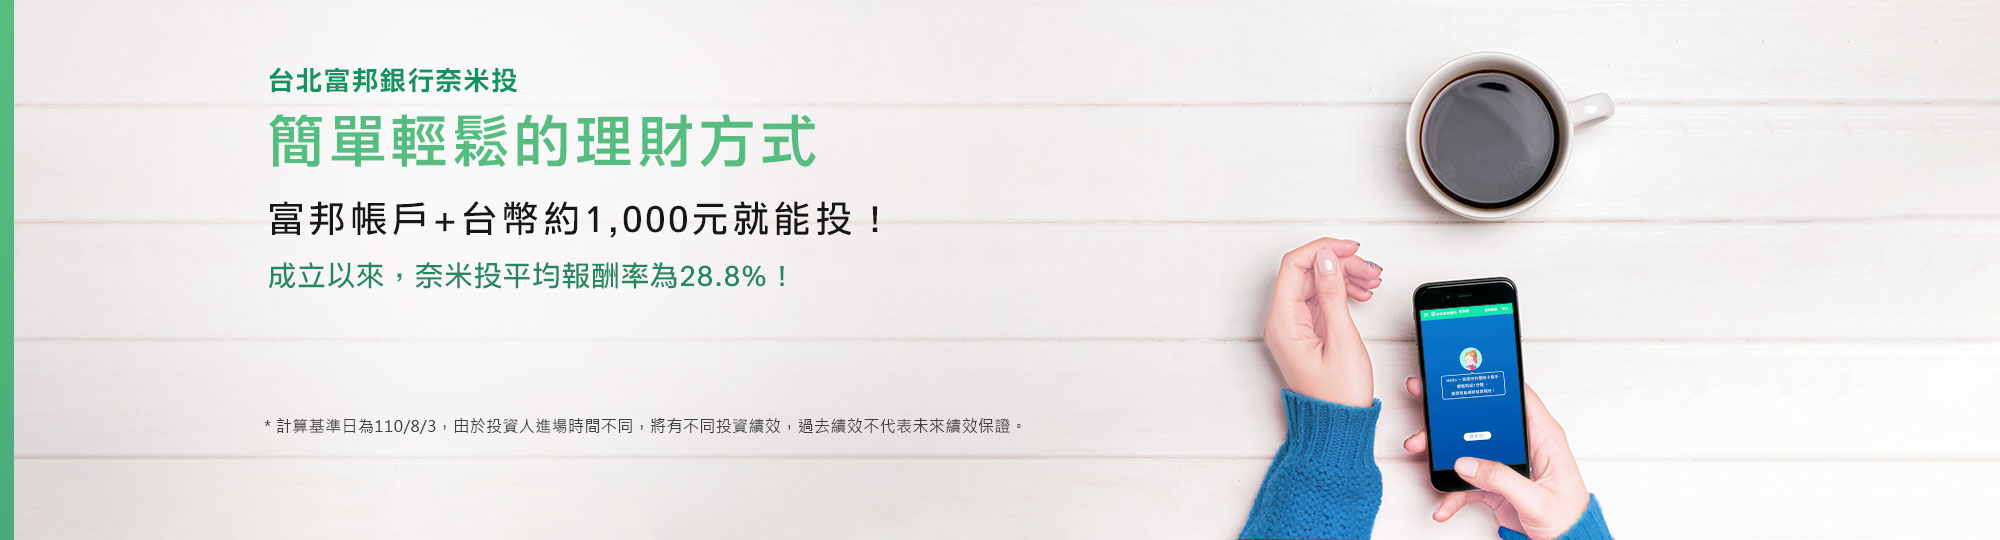 台北富邦銀行奈米投
簡單輕鬆的理財方式
富邦帳戶+台幣約1,000元就能投！
成立以來，奈米投平均報酬率為28.8%！
* 計算基準日為110/8/3，由於投資人進場時間不同，將有不同投資績效，過去績效不代表未來績效保證。